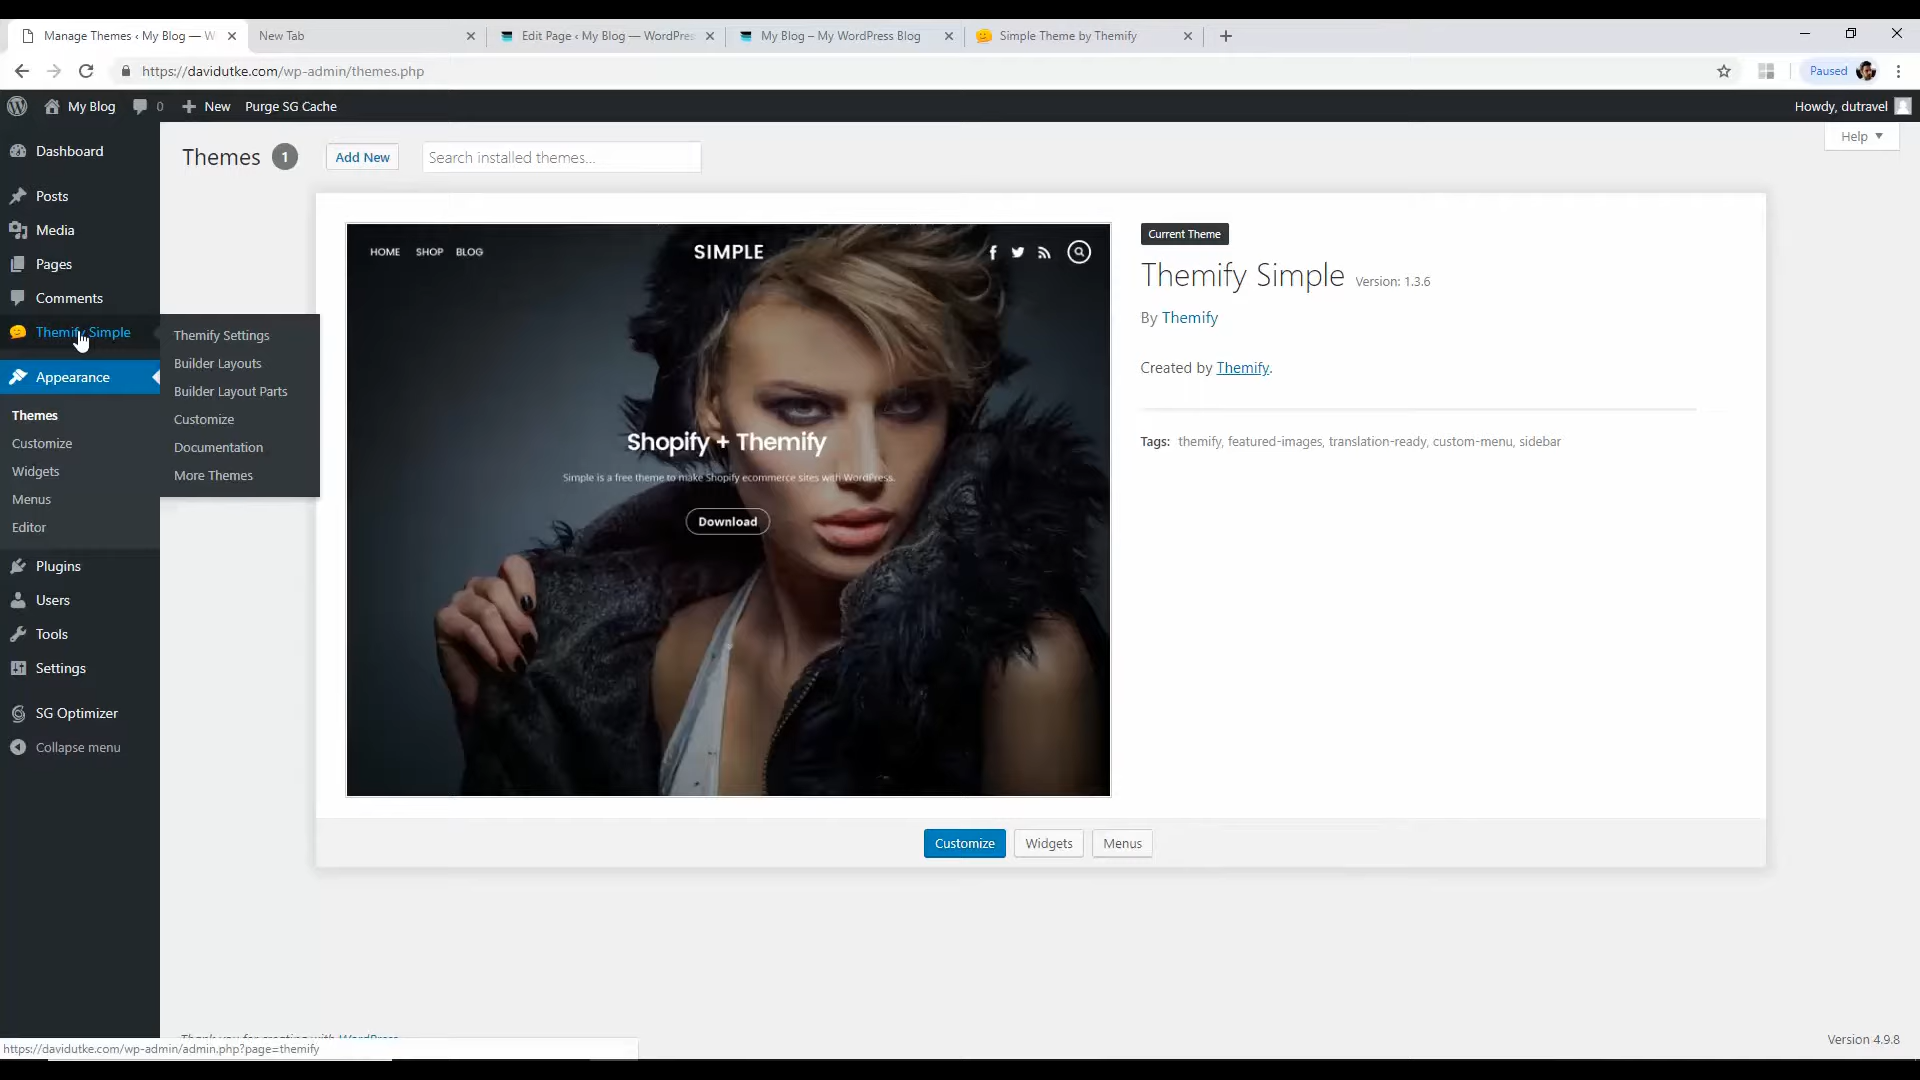 Manage Themes ‹ My Blog — W
New Tab
Edit Page ‹ My Blog — WordPres
My Blog – My WordPress Blog
Simple Theme by Themify
https://davidutke.com/wp-admin/themes.php
Paused
My Blog
0
New
Purge SG Cache
Howdy, dutravel
Help
Dashboard
Posts
Media
Pages
Comments
Themify Simple
Appearance
Themes
Customize
Widgets
Menus
Editor
Plugins
Users
Tools
Settings
SG Optimizer
Collapse menu
Themify Settings
Builder Layouts
Builder Layout Parts
Customize
Documentation
More Themes
Themes 1
Add New
Search installed themes...
HOME SHOP BLOG
SIMPLE
Shopify + Themify
Simple is a free theme to make Shopify ecommerce sites with WordPress.
Download
Current Theme
Themify Simple Version: 1.3.6
By Themify
Created by Themify.
Tags: themify, featured-images, translation-ready, custom-menu, sidebar
Customize
Widgets
Menus
Thank you for creating with WordPress
Version 4.9.8
https://davidutke.com/wp-admin/admin.php?page=themify